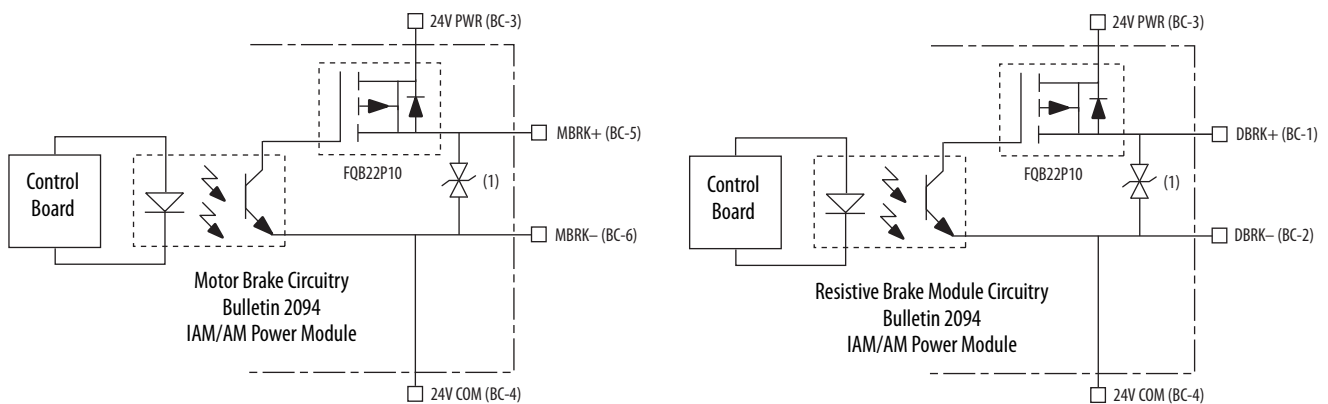 24V PWR (BC-3)
MBRK+ (BC-5)
FQB22P10
(1)
Control
Board
MBRK– (BC-6)
Motor Brake Circuitry
Bulletin 2094
IAM/AM Power Module
24V COM (BC-4)
24V PWR (BC-3)
DBRK+ (BC-1)
FQB22P10
(1)
Control
Board
DBRK– (BC-2)
Resistive Brake Module Circuitry
Bulletin 2094
IAM/AM Power Module
24V COM (BC-4)